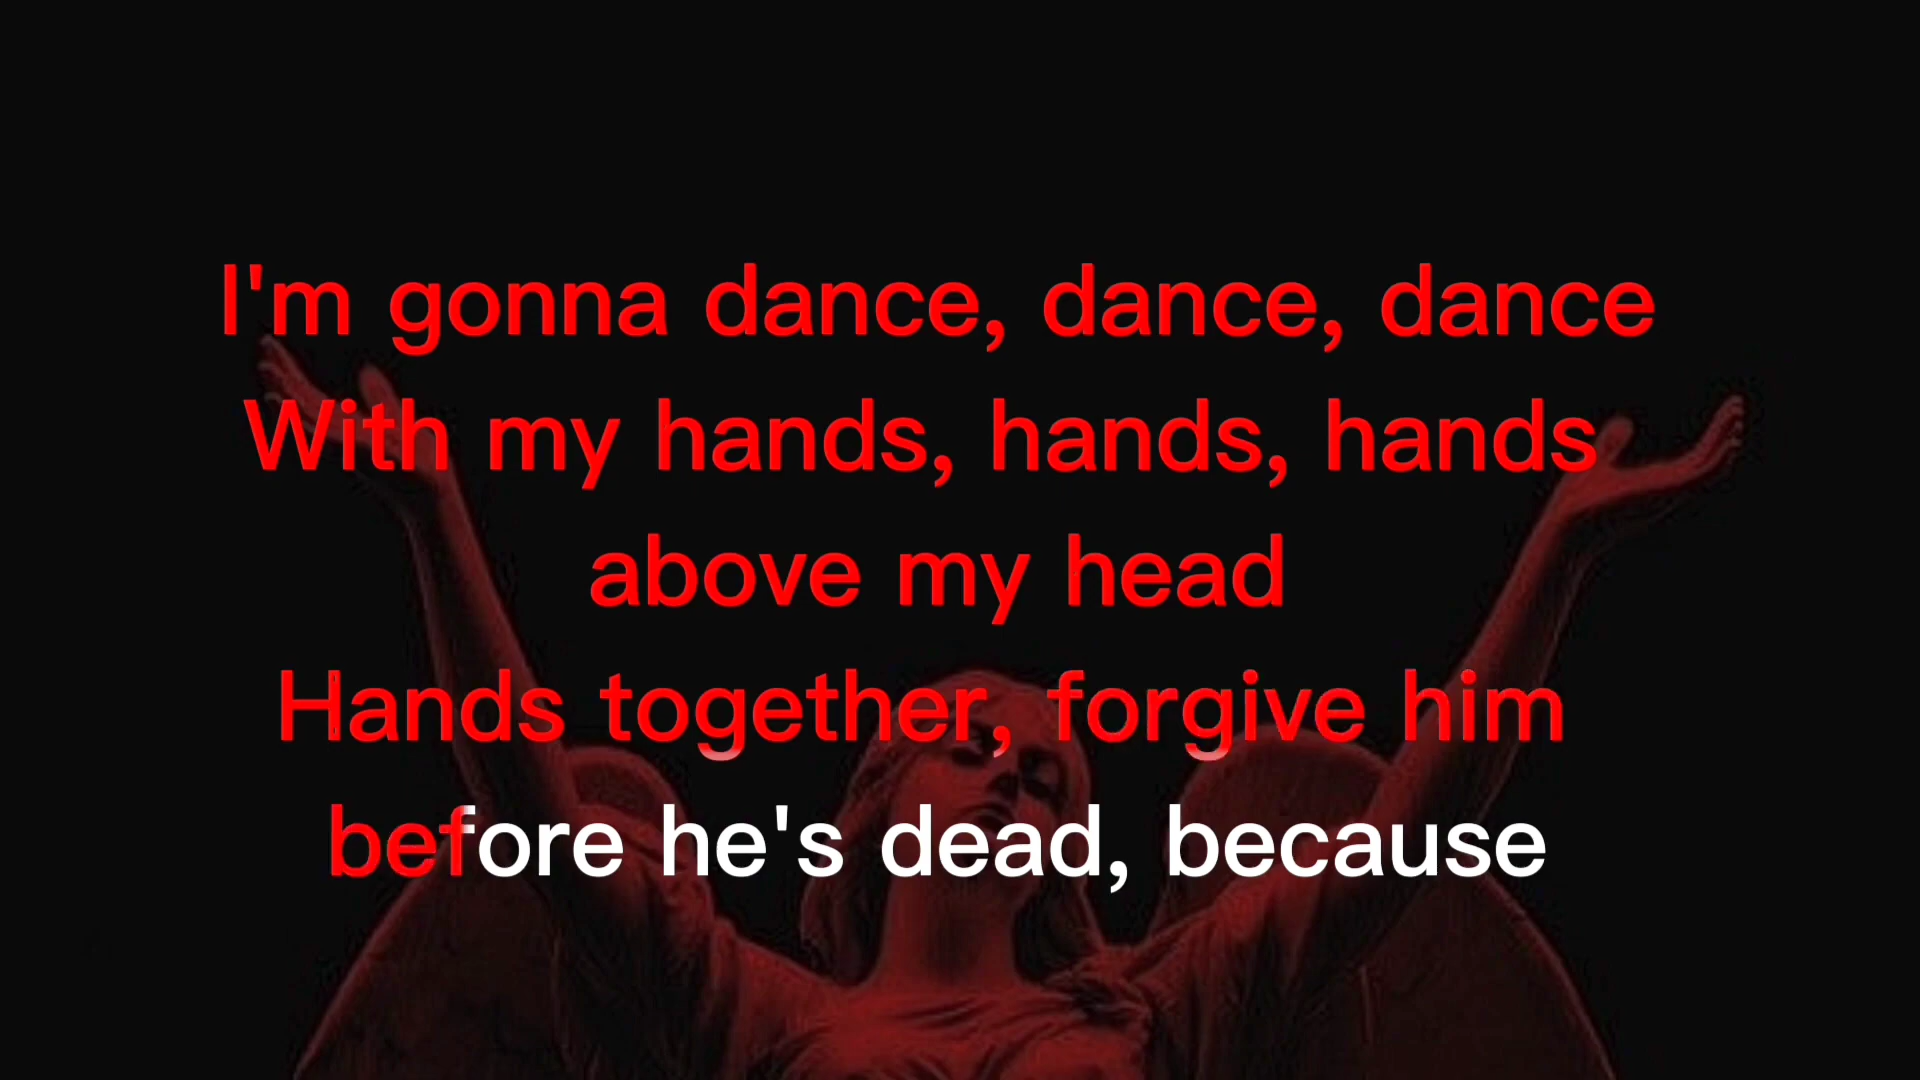 I'm gonna dance, dance, dance
With my hands, hands, hands
above my head
Hands together, forgive him
before he's dead, because